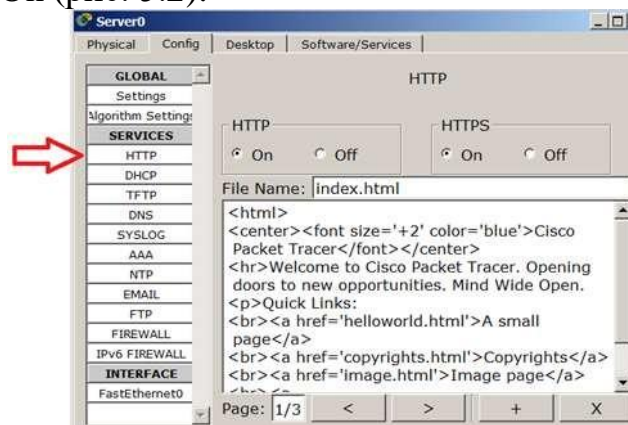 On (рис.
Server0
Physical Config Desktop Software/Services
GLOBAL
Settings
Algorithm Settings
SERVICES
HTTP
DHCP
TFTP
DNS
SYSLOG
AAA
NTP
EMAIL
FTP
FIREWALL
IPv6 FIREWALL
INTERFACE
FastEthernet0
HTTP
HTTP HTTPS
On Off On Off
File Name: index.html
<html>
<center><font size='+2' color='blue'>Cisco
Packet Tracer</font></center>
<hr>Welcome to Cisco Packet Tracer. Opening
doors to new opportunities. Mind Wide Open.
<p>Quick Links:
<br><a href='helloworld.html'>A small
page</a>
<br><a href='copyrights.html'>Copyrights</a>
<br><a href='image.html'>Image page</a>
Page: 1/3 < > + X